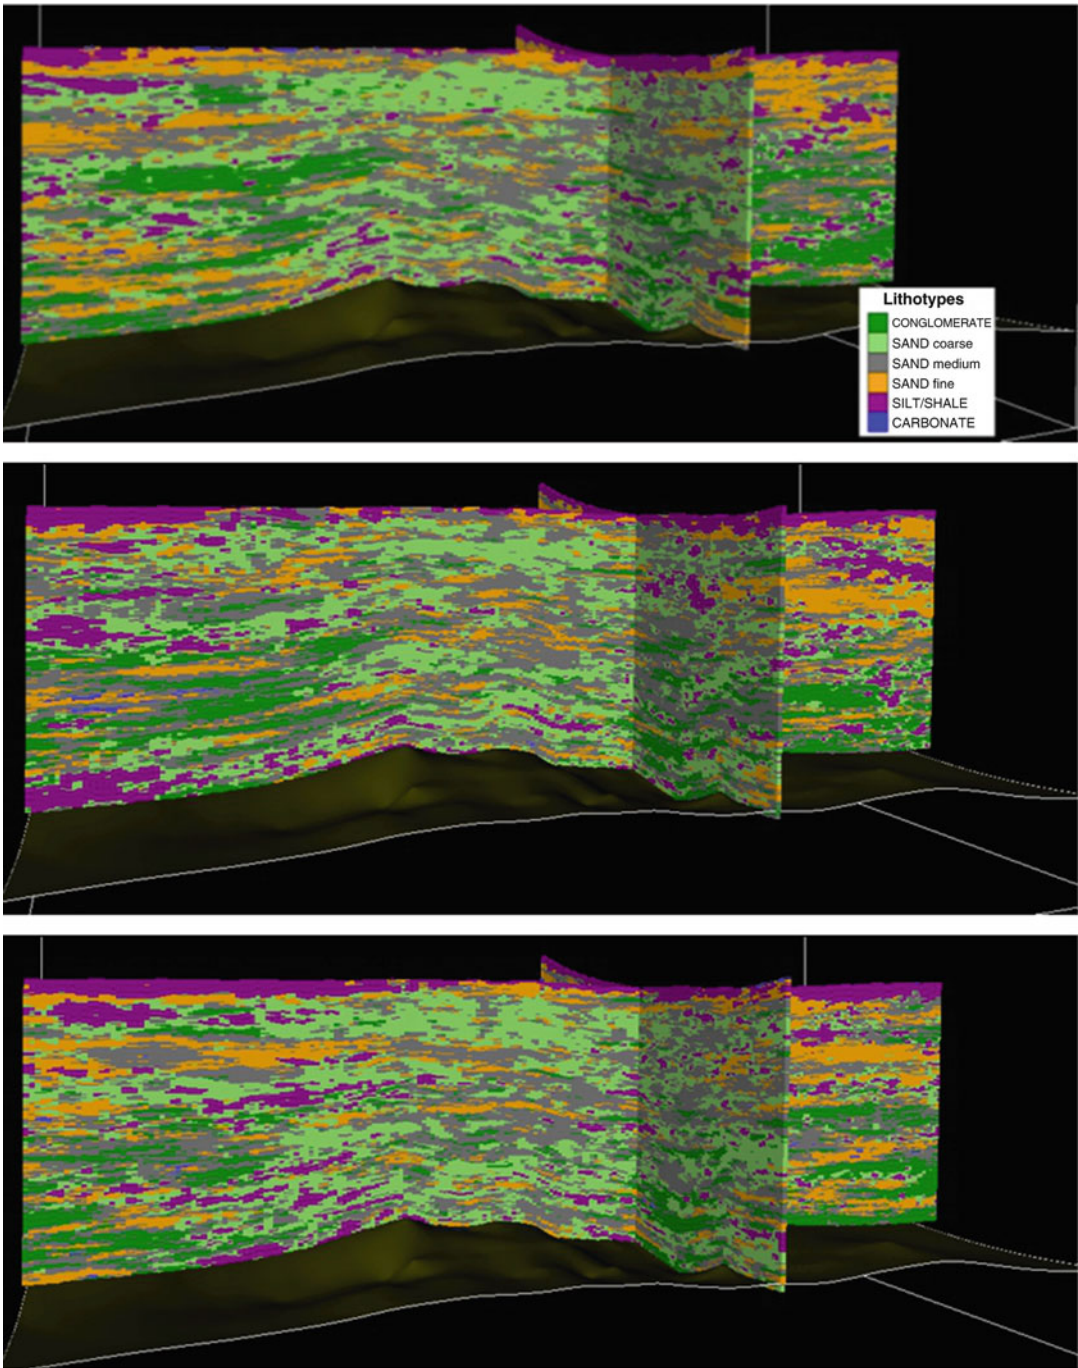 Lithotypes
CONGLOMERATE
SAND coarse
SAND medium
SAND fine
SILT/SHALE
CARBONATE